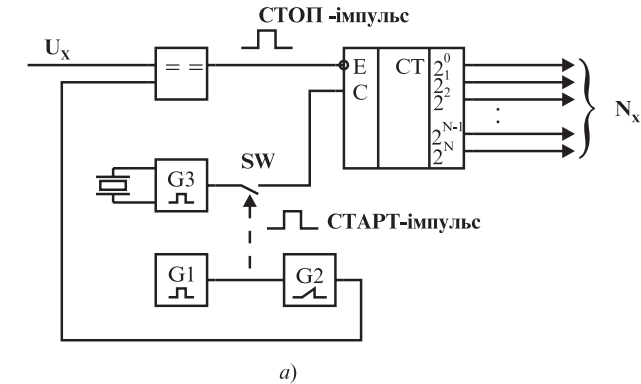 СТОП -імпульс
U_x
= =
E
C
CT
2^0
2^1
2^2
:
2^{N-1}
2^N
N_x
SW
G3
СТАРТ-імпульс
G1
G2
а)